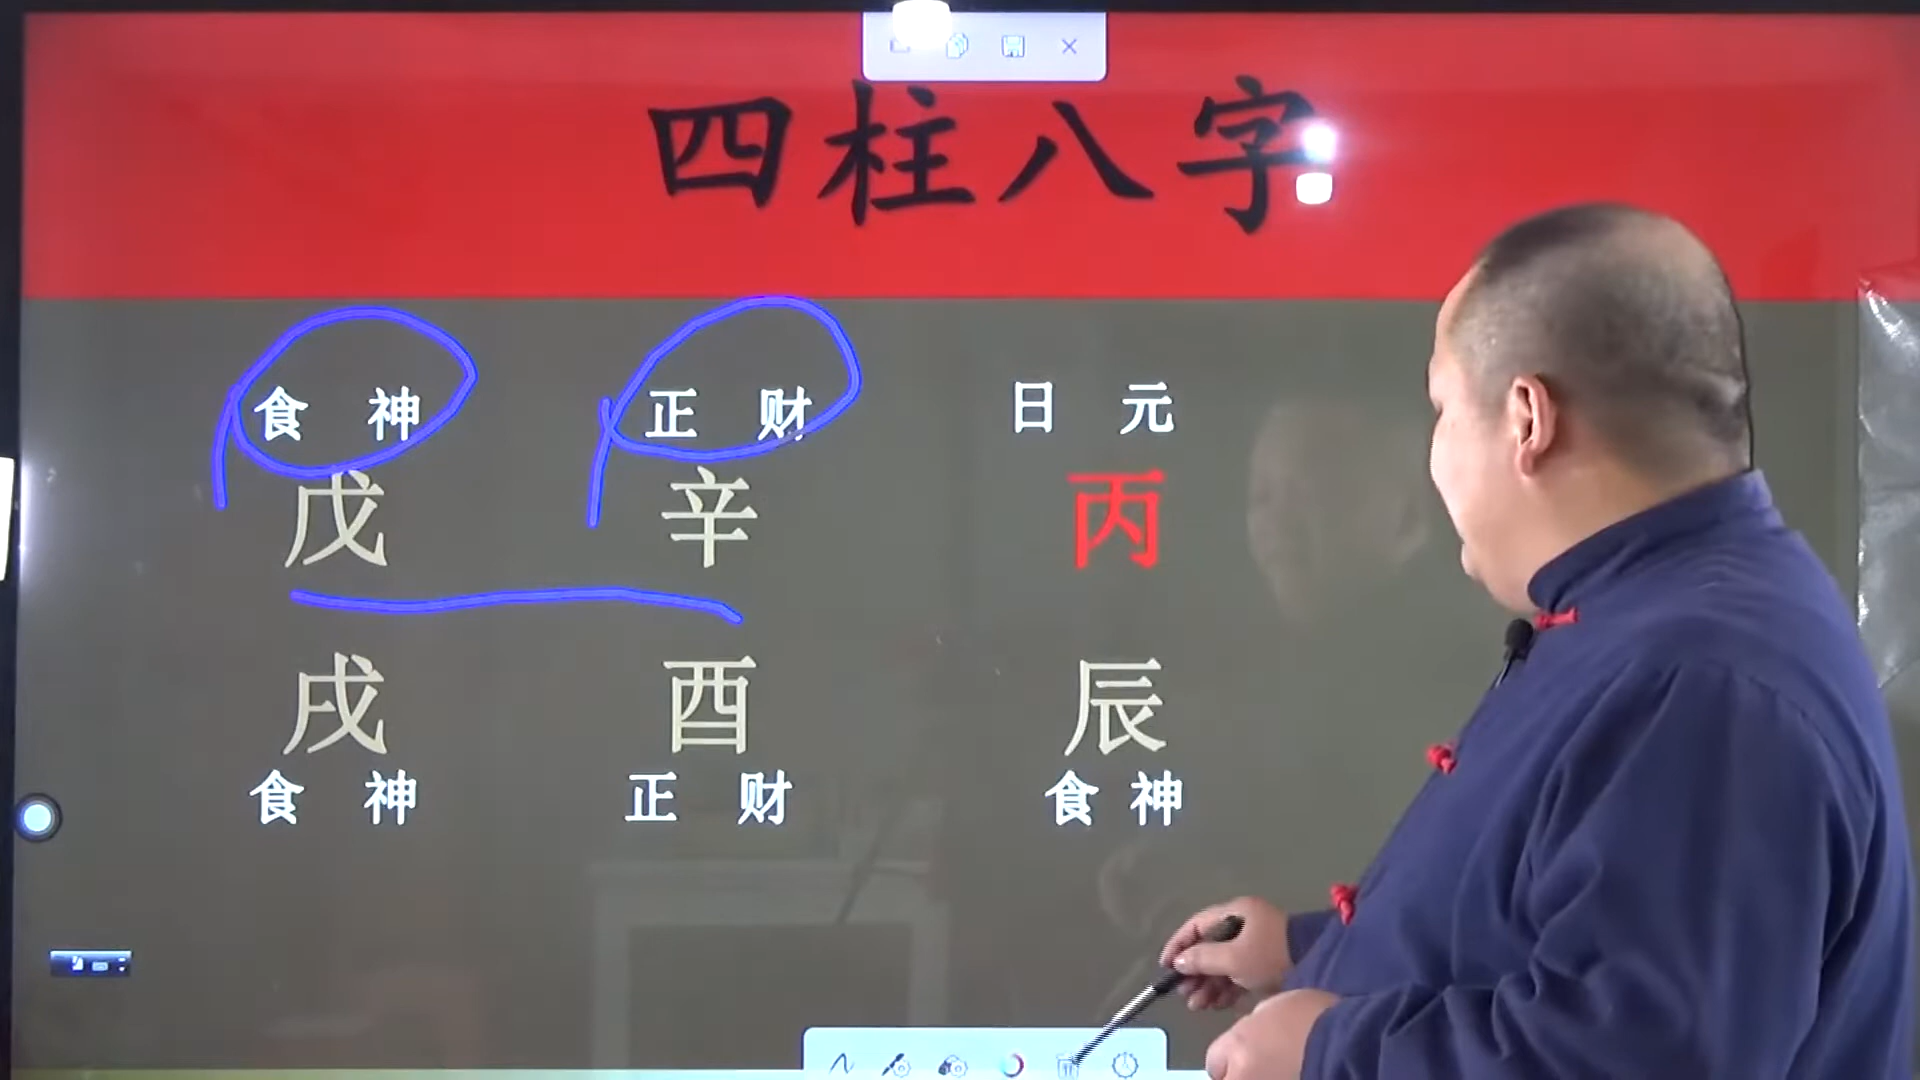 四柱八字
食神 正财 日元
戊 辛 丙
戌 酉 辰
食神 正财 食神